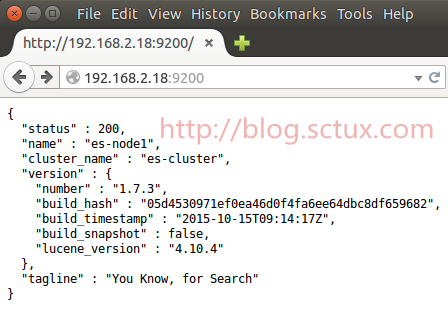 File Edit View History Bookmarks Tools Help
http://192.168.2.18:9200/
192.168.2.18:9200
{
"status" : 200,
http://blog.sctux.com
"name" : "es-node1",
"cluster_name" : "es-cluster",
"version" : {
"number" : "1.7.3",
"build_hash" : "05d4530971ef0ea46d0f4fa6ee64dbc8df659682",
"build_timestamp" : "2015-10-15T09:14:17Z",
"build_snapshot" : false,
"lucene_version" : "4.10.4"
},
"tagline" : "You Know, for Search"
}